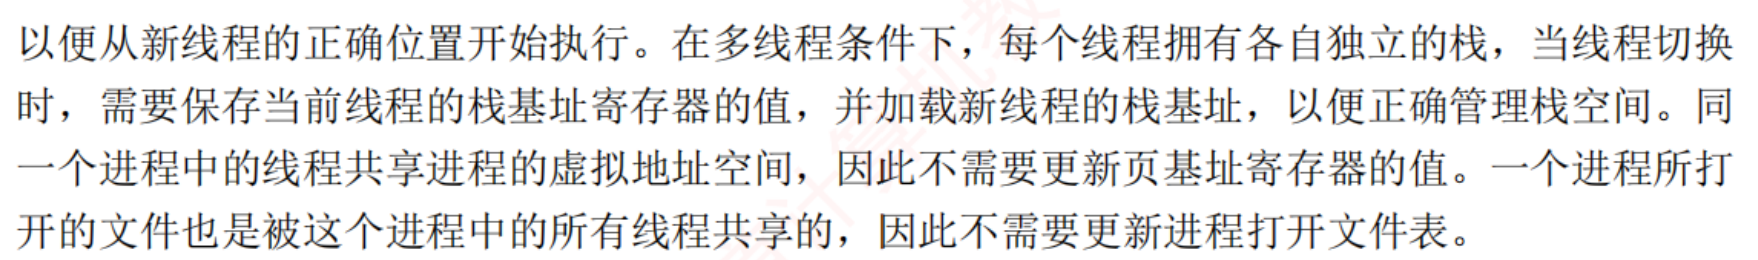 以便从新线程的正确位置开始执行。在多线程条件下，每个线程拥有各自独立的栈，当线程切换
时，需要保存当前线程的栈基址寄存器的值，并加载新线程的栈基址，以便正确管理栈空间。同
一个进程中的线程共享进程的虚拟地址空间，因此不需要更新页基址寄存器的值。一个进程所打
开的文件也是被这个进程中的所有线程共享的，因此不需要更新进程打开文件表。